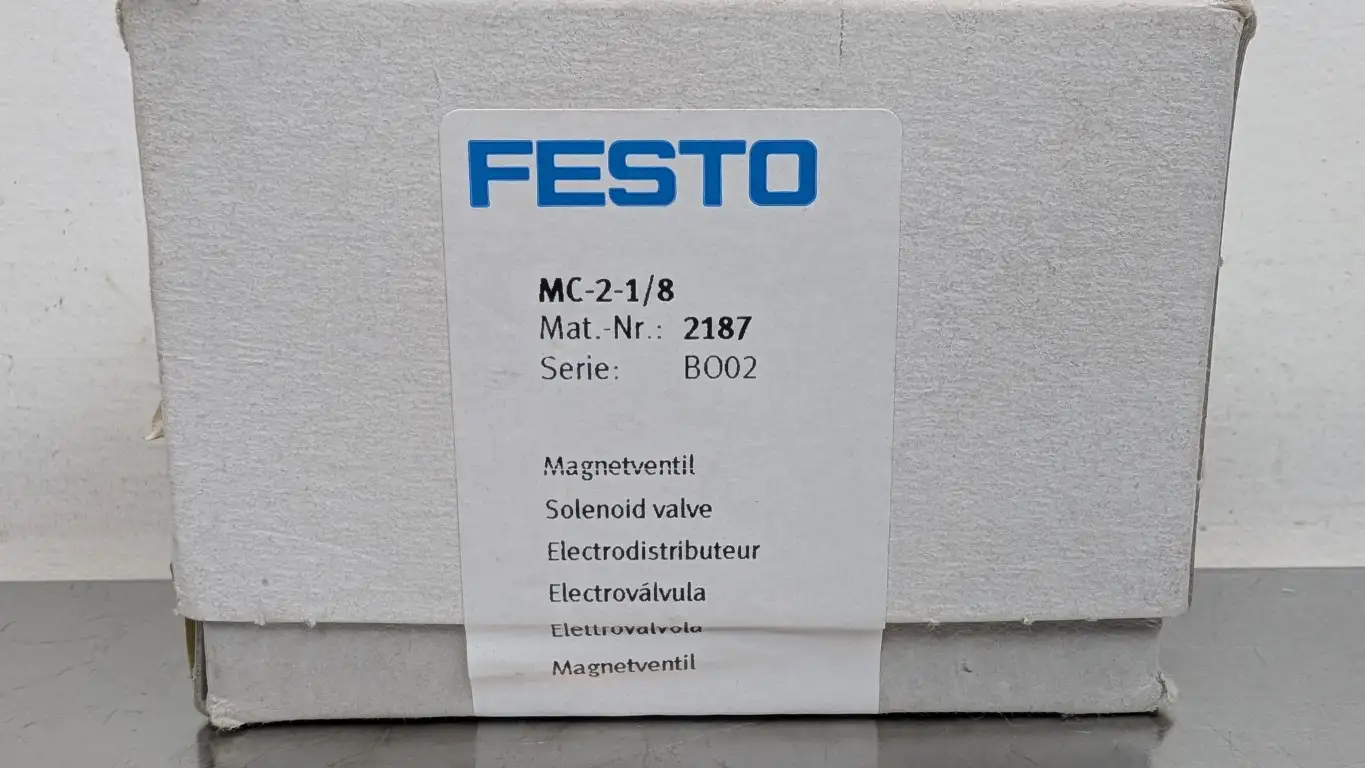 FESTO
MC-2-1/8
Mat.-Nr.: 2187
Serie: BO02
Magnetventil
Solenoid valve
Electrodistributeur
Electroválvula
Elettrovalvola
Magnetventil